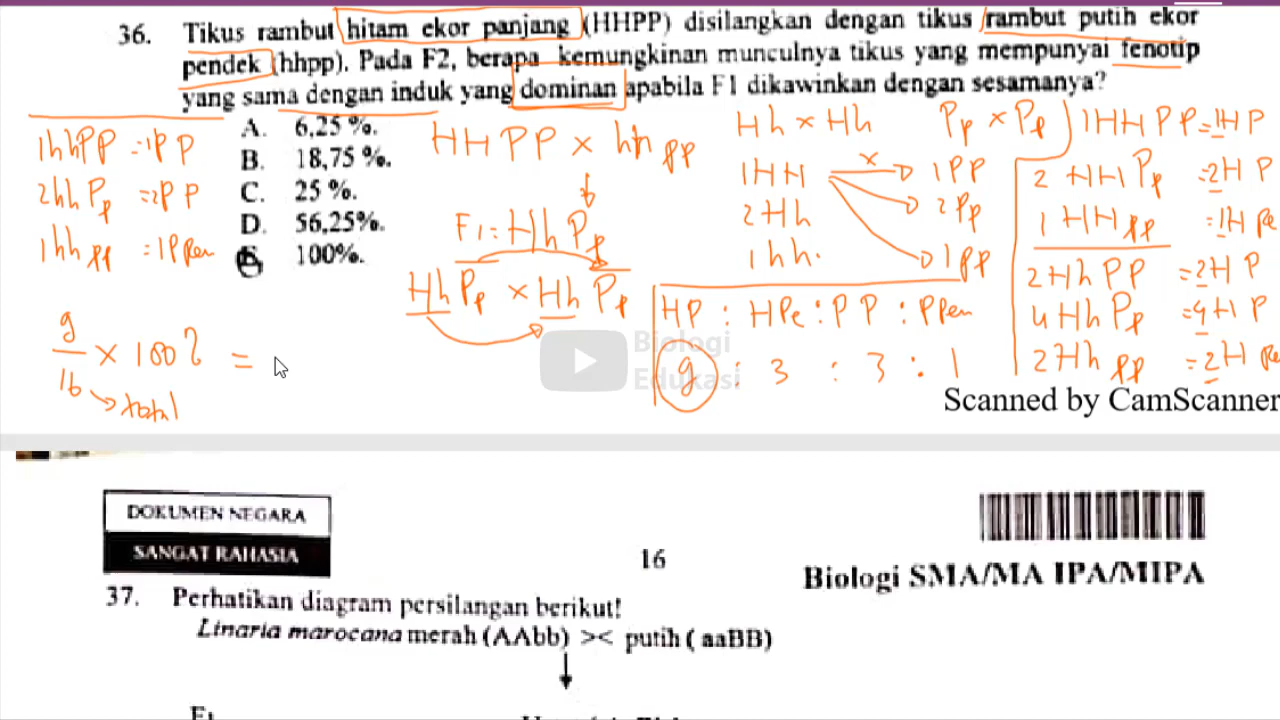 36. Tikus rambut hitam ekor panjang (HHPP) disilangkan dengan tikus rambut putih ekor
pendek (hhpp). Pada F2, berapa kemungkinan munculnya tikus yang mempunyai fenotip
yang sama dengan induk yang dominan apabila F1 dikawinkan dengan sesamanya?
A. 6,25 %.
B. 18,75 %.
C. 25 %.
D. 56,25%.
100%.
1hhPP = 1PP
2hhPp = 2PP
1hhpp = 1PPen
9/16 × 100% =
total
HHPP × hhpp
F1 = HhPp
HhPp × HhPp
Hh × Hh
Pp × Pp
1HH
2Hh
1hh.
1PP
2Pp
1pp
HP : HPe : PP : PPen
9 : 3 : 3 : 1
1HHPP = 1HP
2HHPp = 2HP
1HHpp = 1HPe
2HhPP = 2HP
4HhPp = 4HP
2Hhpp = 2HPe
Biologi
Edukasi
Scanned by CamScanner
DOKUMEN NEGARA
SANGAT RAHASIA
16
Biologi SMA/MA IPA/MIPA
37. Perhatikan diagram persilangan berikut!
Linaria marocana merah (AAbb) >< putih ( aaBB)
F1